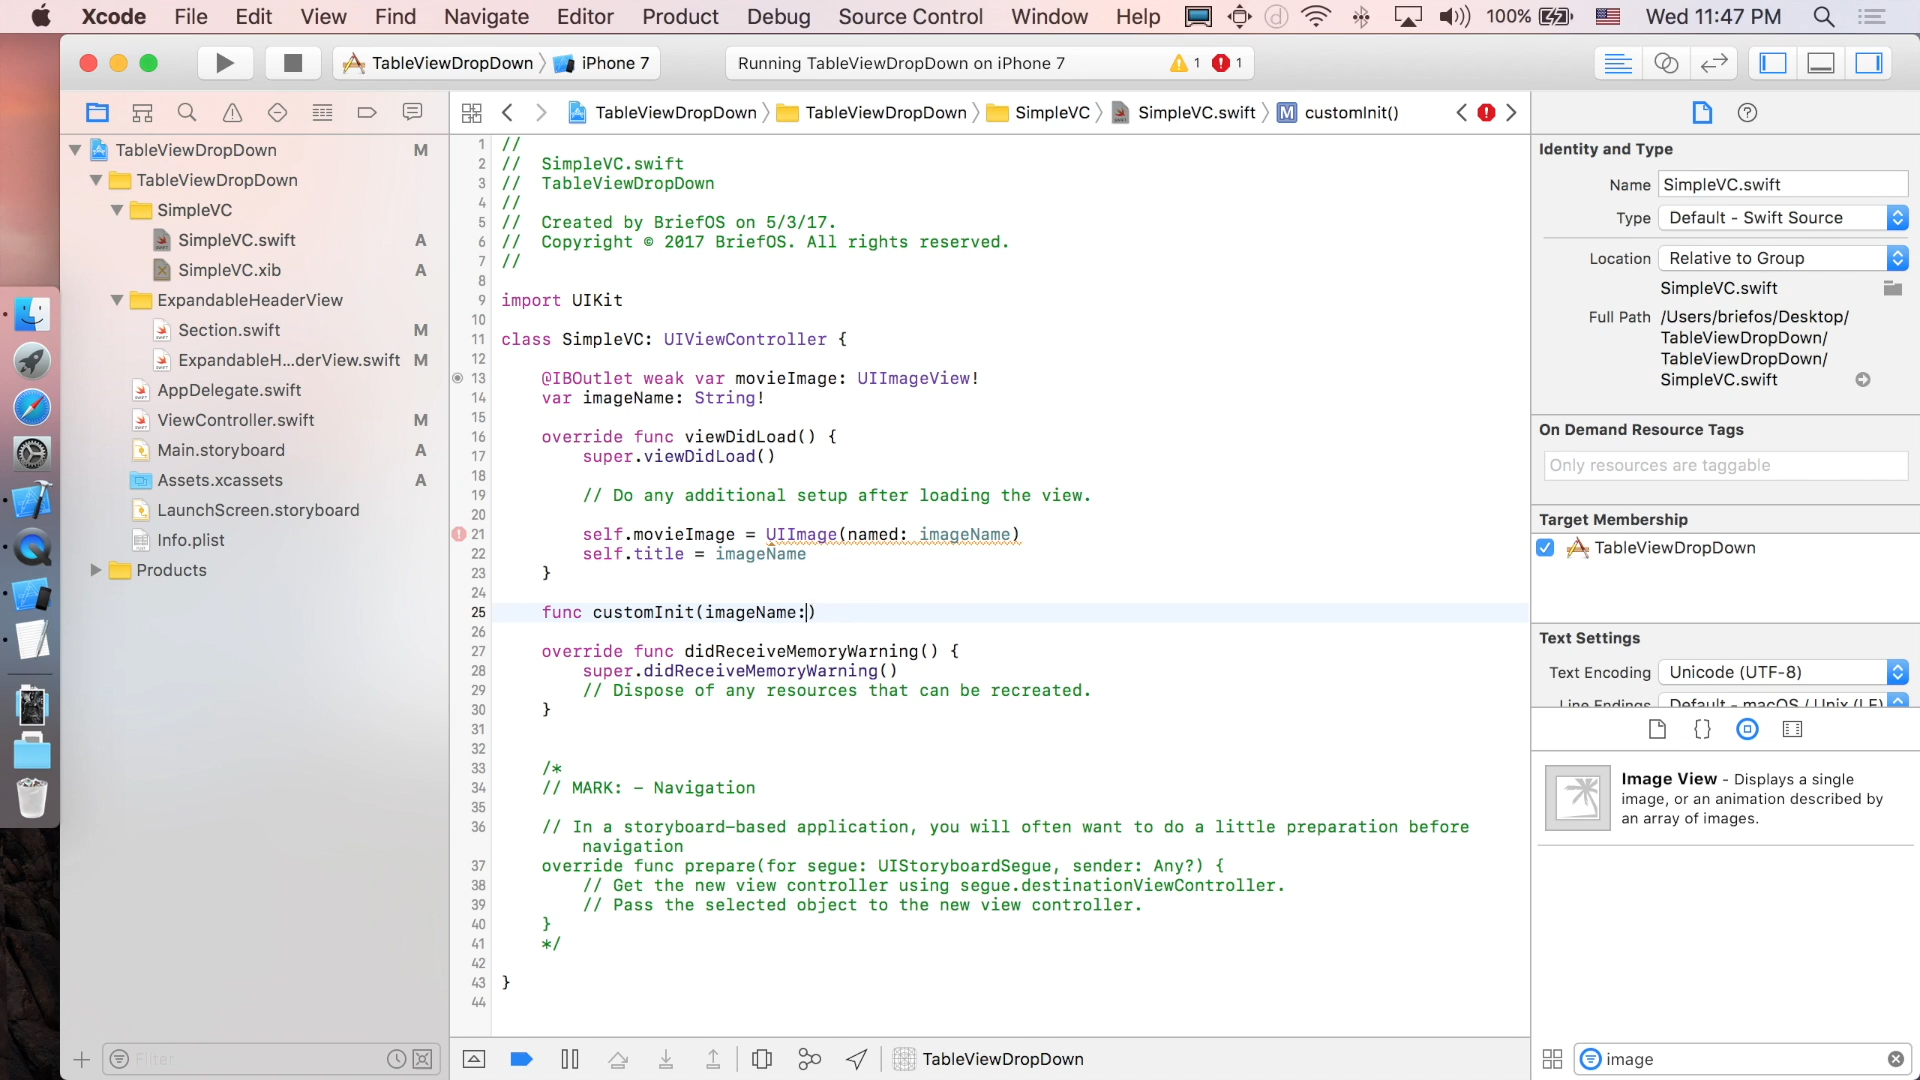 Xcode File Edit View Find Navigate Editor Product Debug Source Control Window Help 100% Wed 11:47 PM
TableViewDropDown iPhone 7 Running TableViewDropDown on iPhone 7 1 1
TableViewDropDown TableViewDropDown SimpleVC SimpleVC.swift M customInit()
TableViewDropDown M
TableViewDropDown
SimpleVC
SimpleVC.swift A
SimpleVC.xib A
ExpandableHeaderView
Section.swift M
ExpandableH...derView.swift M
AppDelegate.swift
ViewController.swift M
Main.storyboard A
Assets.xcassets A
LaunchScreen.storyboard
Info.plist
Products
Filter
1 //
2 // SimpleVC.swift
3 // TableViewDropDown
4 //
5 // Created by BriefOS on 5/3/17.
6 // Copyright © 2017 BriefOS. All rights reserved.
7 //
8
9 import UIKit
10
11 class SimpleVC: UIViewController {
12
13 @IBOutlet weak var movieImage: UIImageView!
14 var imageName: String!
15
16 override func viewDidLoad() {
17 super.viewDidLoad()
18
19 // Do any additional setup after loading the view.
20
21 self.movieImage = UIImage(named: imageName)
22 self.title = imageName
23 }
24
25 func customInit(imageName:)
26
27 override func didReceiveMemoryWarning() {
28 super.didReceiveMemoryWarning()
29 // Dispose of any resources that can be recreated.
30 }
31
32
33 /*
34 // MARK: - Navigation
35
36 // In a storyboard-based application, you will often want to do a little preparation before
navigation
37 override func prepare(for segue: UIStoryboardSegue, sender: Any?) {
38 // Get the new view controller using segue.destinationViewController.
39 // Pass the selected object to the new view controller.
40 }
41 */
42
43 }
44
TableViewDropDown
Identity and Type
Name SimpleVC.swift
Type Default - Swift Source
Location Relative to Group
SimpleVC.swift
Full Path /Users/briefos/Desktop/
TableViewDropDown/
TableViewDropDown/
SimpleVC.swift
On Demand Resource Tags
Only resources are taggable
Target Membership
TableViewDropDown
Text Settings
Text Encoding Unicode (UTF-8)
Line Endings Default - macOS / Unix (LF)
Image View - Displays a single
image, or an animation described by
an array of images.
image